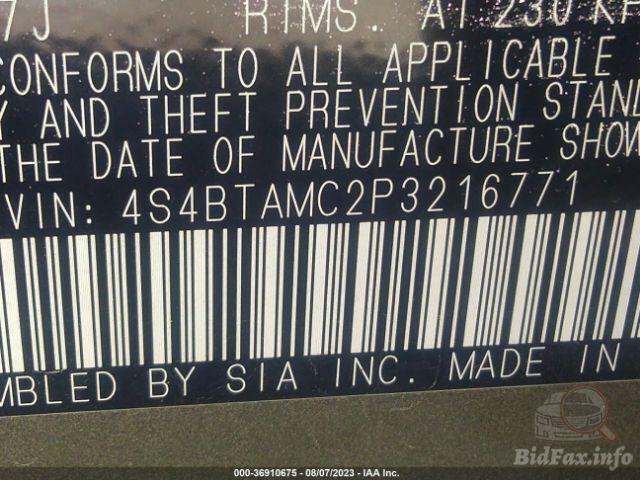 7J RIMS. AT 230 KP
CONFORMS TO ALL APPLICABLE
Y AND THEFT PREVENTION STAN
THE DATE OF MANUFACTURE SHOW
VIN: 4S4BTAMC2P3216771
MBLED BY SIA INC. MADE IN
BidFax.info
000-36910675 - 08/07/2023 - IAA Inc.